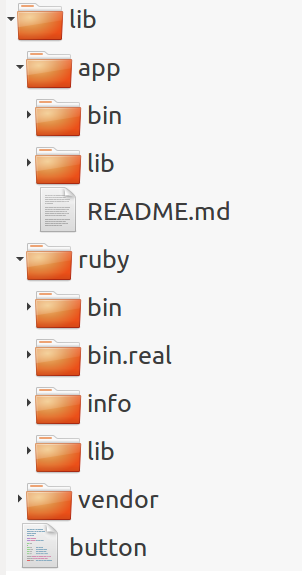 lib
app
bin
lib
README.md
ruby
bin
bin.real
info
lib
vendor
button